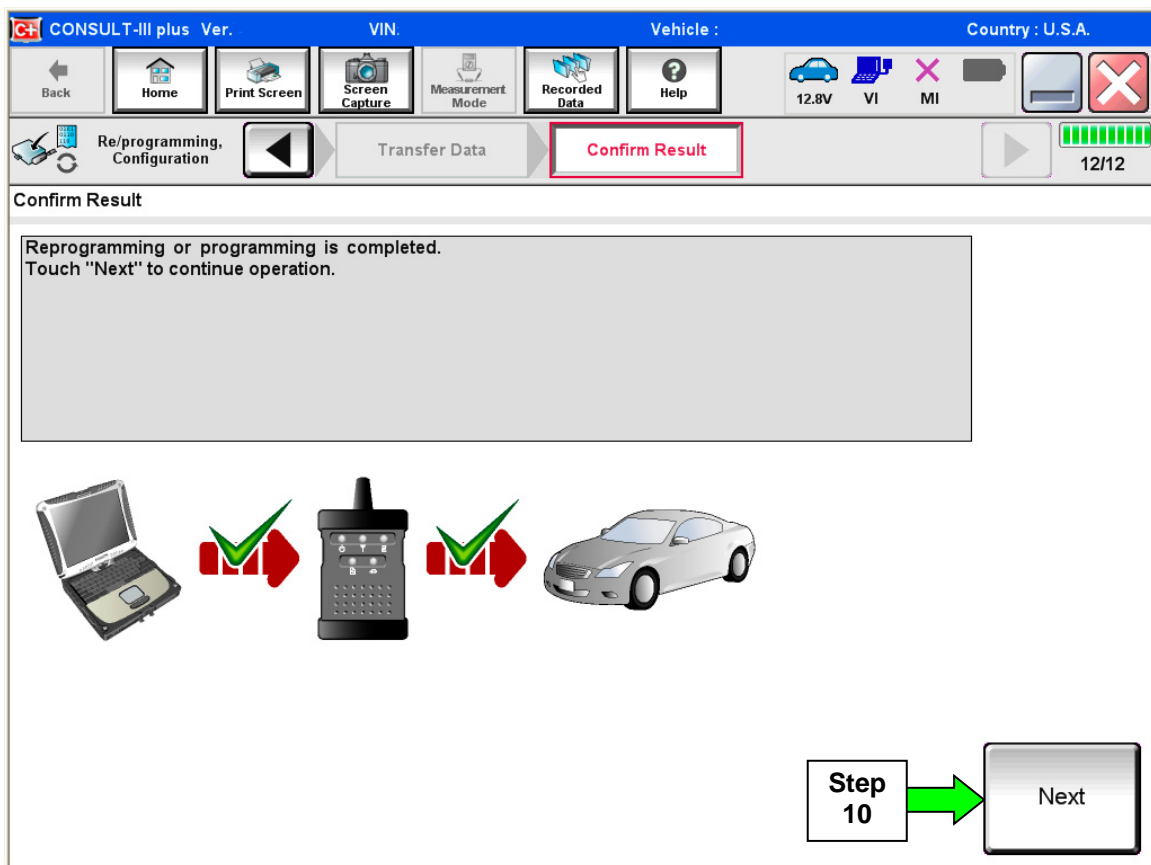 C+ CONSULT-III plus Ver. VIN: Vehicle : Country : U.S.A.
Back
Home
Print Screen
Screen
Capture
Measurement
Mode
Recorded
Data
?
Help
12.8V
VI
MI
Re/programming,
Configuration
Transfer Data
Confirm Result
12/12
Confirm Result
Reprogramming or programming is completed.
Touch "Next" to continue operation.
Step
10
Next